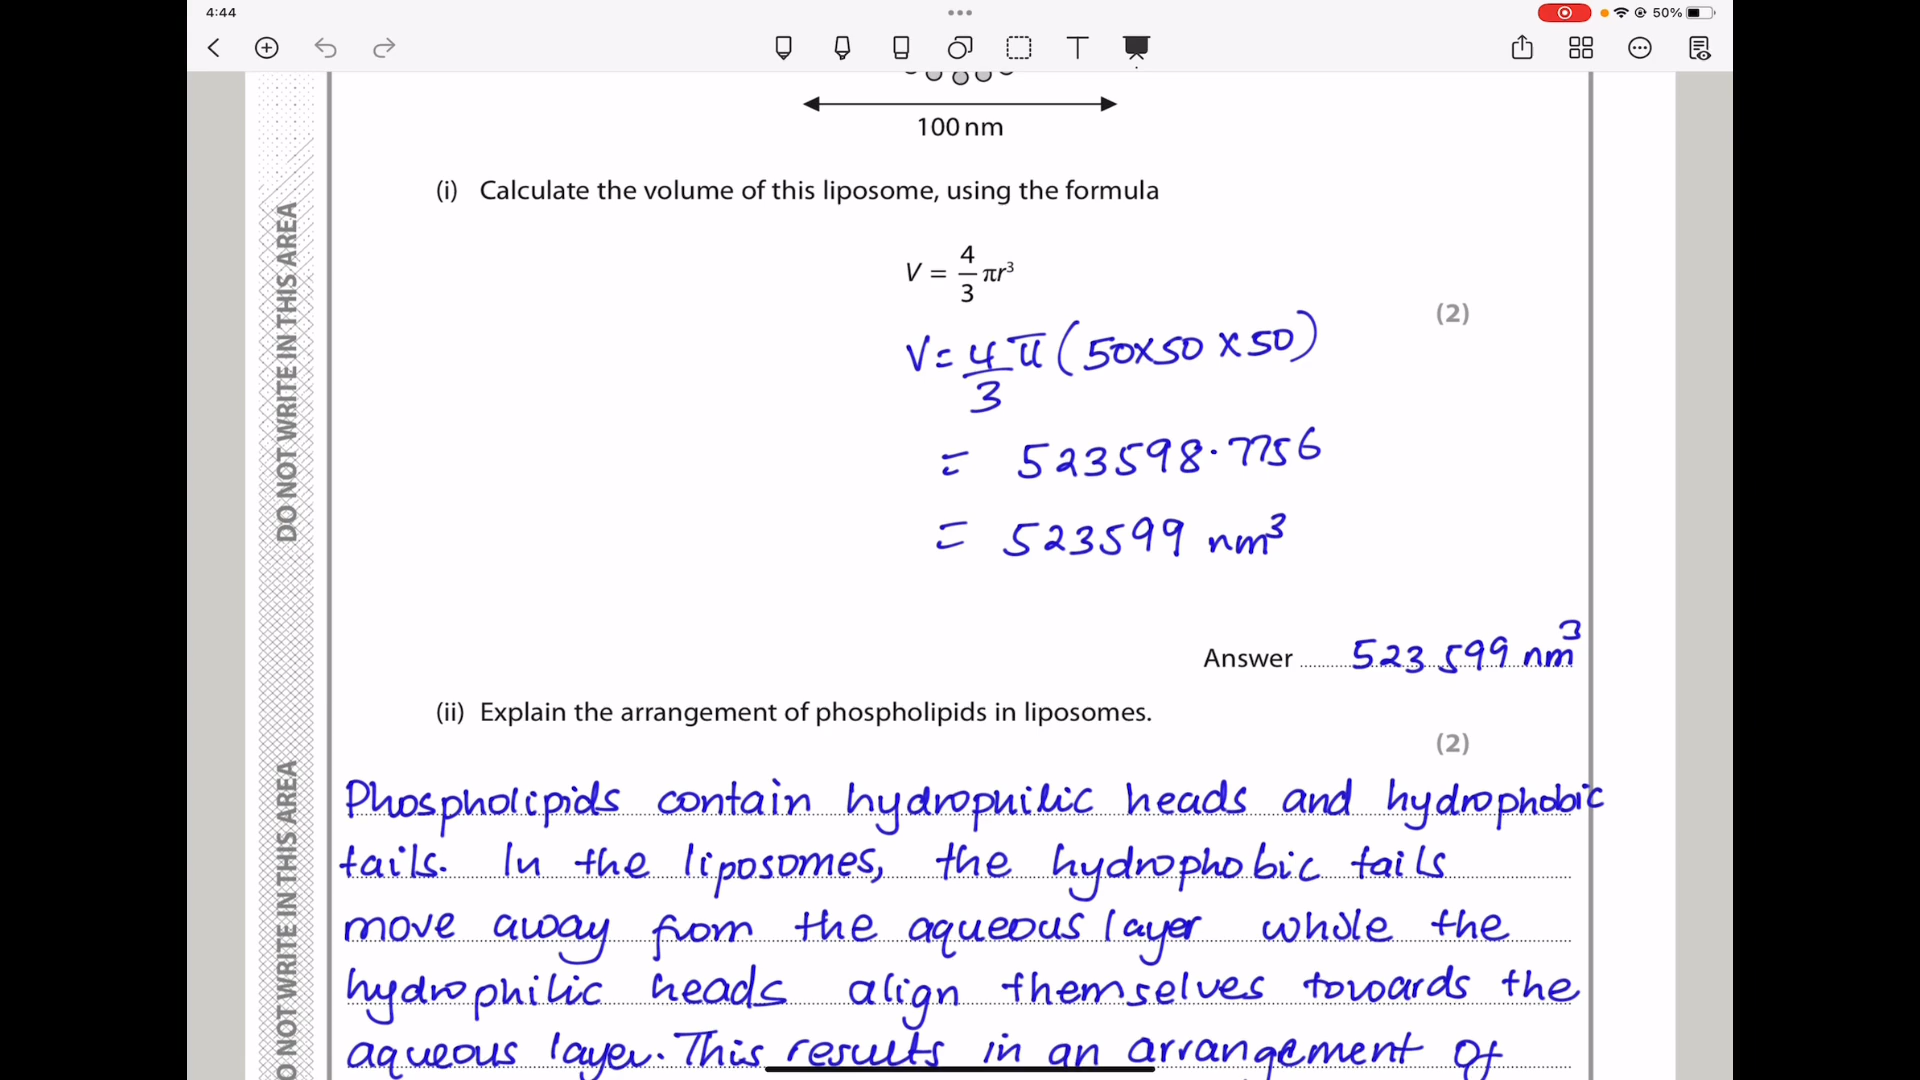 4:44
50%
100 nm
(i) Calculate the volume of this liposome, using the formula
V = 4/3 πr³
(2)
V = 4/3 π (50x50 x 50)
= 523598.7756
= 523599 nm³
Answer 523 599 nm³
(ii) Explain the arrangement of phospholipids in liposomes.
(2)
Phospholipids contain hydrophilic heads and hydrophobic
tails. In the liposomes, the hydrophobic tails
move away from the aqueous layer while the
hydrophilic heads align themselves towards the
aqueous layer. This results in an arrangement of
DO NOT WRITE IN THIS AREA
O NOT WRITE IN THIS AREA